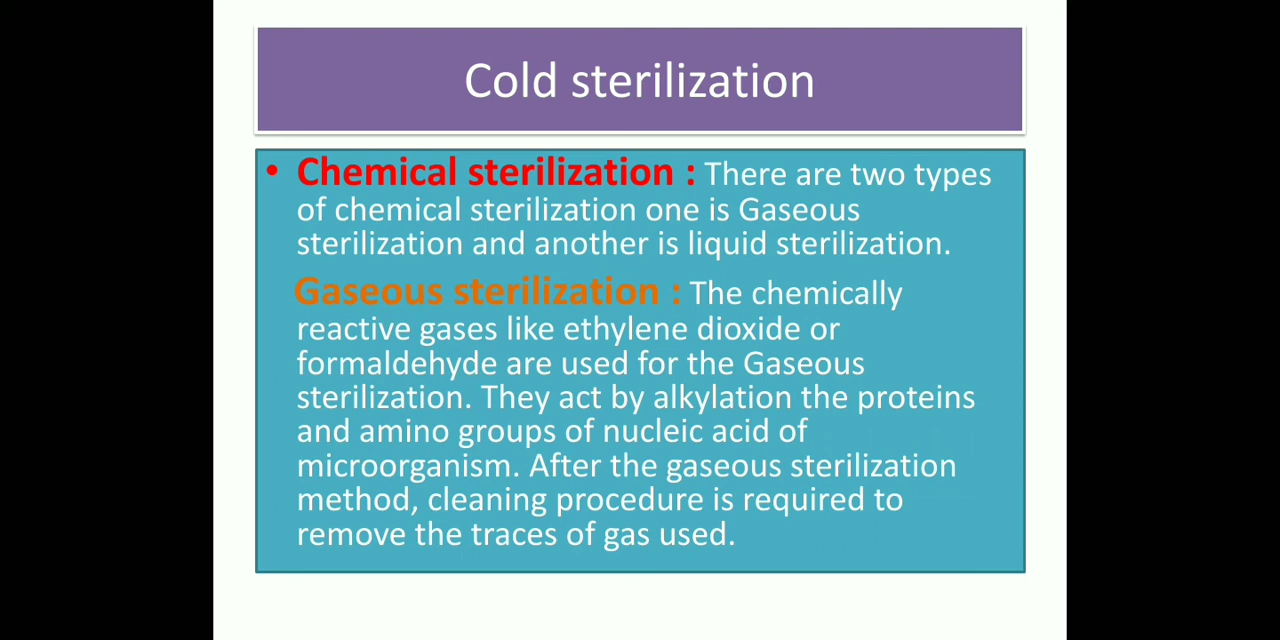 Cold sterilization
• Chemical sterilization : There are two types
of chemical sterilization one is Gaseous
sterilization and another is liquid sterilization.
Gaseous sterilization : The chemically
reactive gases like ethylene dioxide or
formaldehyde are used for the Gaseous
sterilization. They act by alkylation the proteins
and amino groups of nucleic acid of
microorganism. After the gaseous sterilization
method, cleaning procedure is required to
remove the traces of gas used.